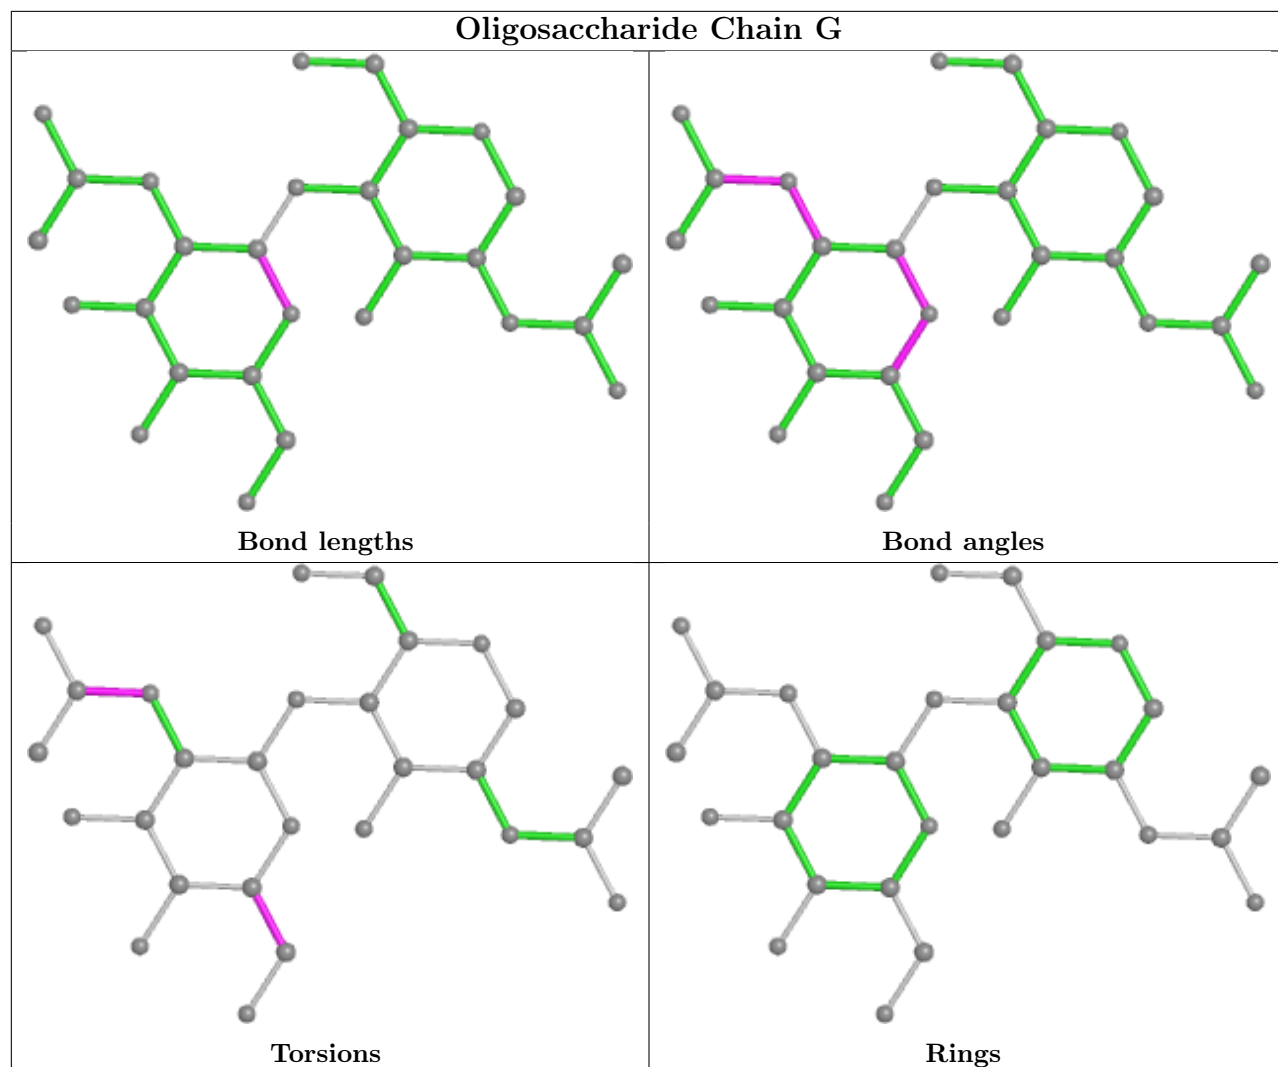 Oligosaccharide Chain G
Bond lengths
Bond angles
Torsions
Rings